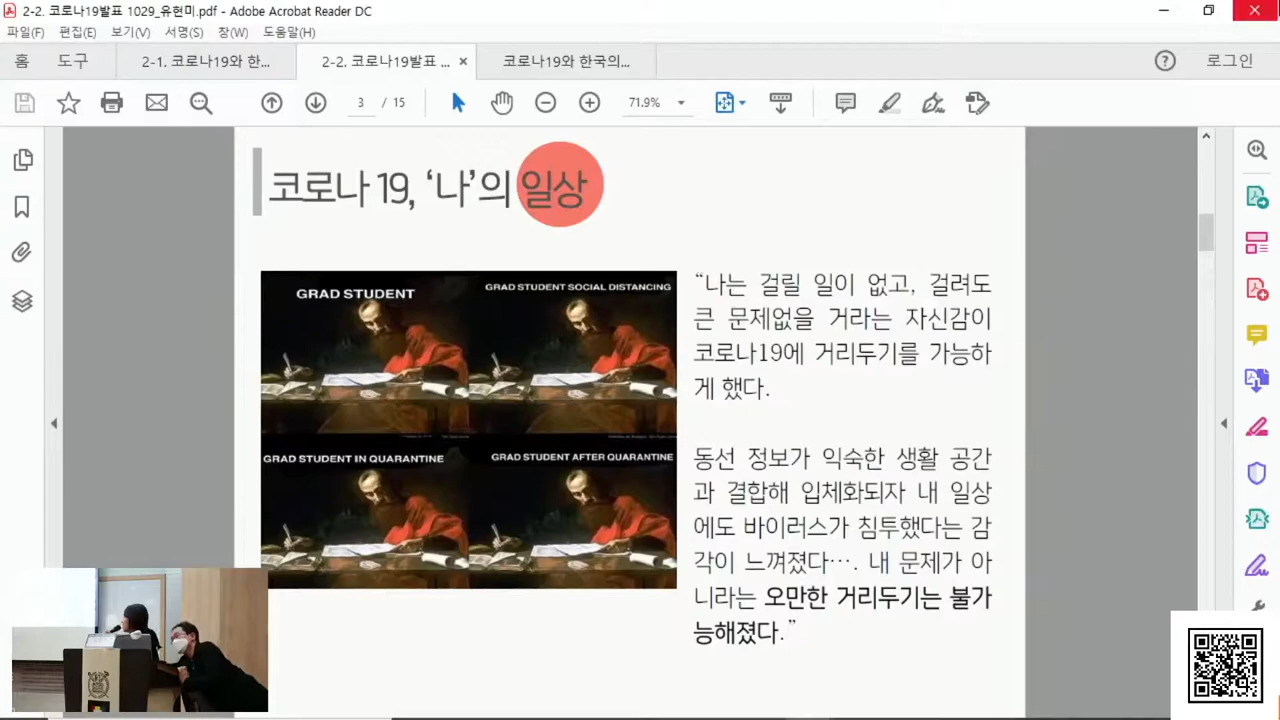 2-2. 코로나19발표 1029_유현미.pdf - Adobe Acrobat Reader DC
파일(F) 편집(E) 보기(V) 서명(S) 창(W) 도움말(H)
홈 도구 2-1. 코로나19와 한... 2-2. 코로나19발표 ... × 코로나19와 한국의... 로그인
3 / 15 71.9%
코로나 19, ‘나’의 일상
GRAD STUDENT
GRAD STUDENT SOCIAL DISTANCING
GRAD STUDENT IN QUARANTINE
GRAD STUDENT AFTER QUARANTINE
“나는 걸릴 일이 없고, 걸려도
큰 문제없을 거라는 자신감이
코로나19에 거리두기를 가능하
게 했다.
동선 정보가 익숙한 생활 공간
과 결합해 입체화되자 내 일상
에도 바이러스가 침투했다는 감
각이 느껴졌다…. 내 문제가 아
니라는 오만한 거리두기는 불가
능해졌다.”